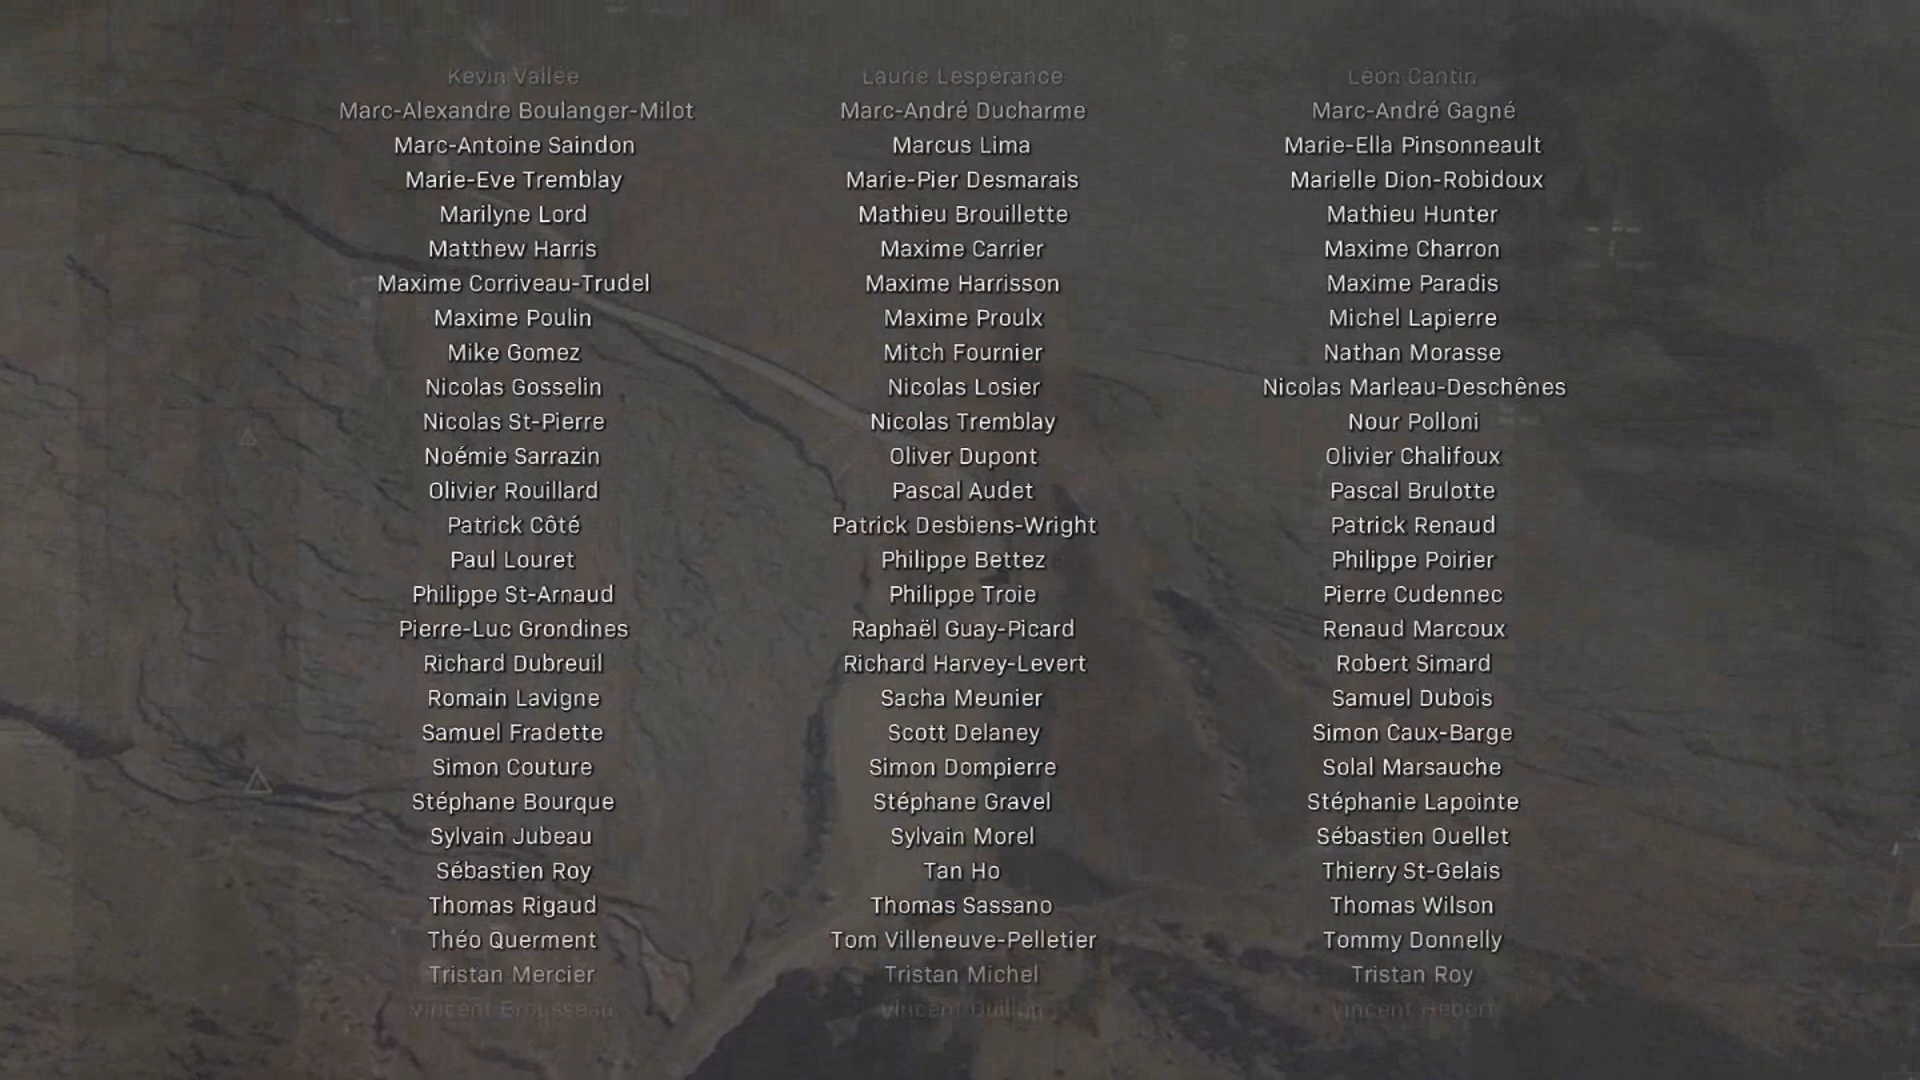 Kevin Vallée Laurie Lespérance Léon Cantin
Marc-Alexandre Boulanger-Milot Marc-André Ducharme Marc-André Gagné
Marc-Antoine Saindon Marcus Lima Marie-Ella Pinsonneault
Marie-Eve Tremblay Marie-Pier Desmarais Marielle Dion-Robidoux
Marilyne Lord Mathieu Brouillette Mathieu Hunter
Matthew Harris Maxime Carrier Maxime Charron
Maxime Corriveau-Trudel Maxime Harrisson Maxime Paradis
Maxime Poulin Maxime Proulx Michel Lapierre
Mike Gomez Mitch Fournier Nathan Morasse
Nicolas Gosselin Nicolas Losier Nicolas Marleau-Deschênes
Nicolas St-Pierre Nicolas Tremblay Nour Polloni
Noémie Sarrazin Oliver Dupont Olivier Chalifoux
Olivier Rouillard Pascal Audet Pascal Brulotte
Patrick Côté Patrick Desbiens-Wright Patrick Renaud
Paul Louret Philippe Bettez Philippe Poirier
Philippe St-Arnaud Philippe Troie Pierre Cudennec
Pierre-Luc Grondines Raphaël Guay-Picard Renaud Marcoux
Richard Dubreuil Richard Harvey-Levert Robert Simard
Romain Lavigne Sacha Meunier Samuel Dubois
Samuel Fradette Scott Delaney Simon Caux-Barge
Simon Couture Simon Dompierre Solal Marsauche
Stéphane Bourque Stéphane Gravel Stéphanie Lapointe
Sylvain Jubeau Sylvain Morel Sébastien Ouellet
Sébastien Roy Tan Ho Thierry St-Gelais
Thomas Rigaud Thomas Sassano Thomas Wilson
Théo Querment Tom Villeneuve-Pelletier Tommy Donnelly
Tristan Mercier Tristan Michel Tristan Roy
Vincent Brousseau Vincent Vincent